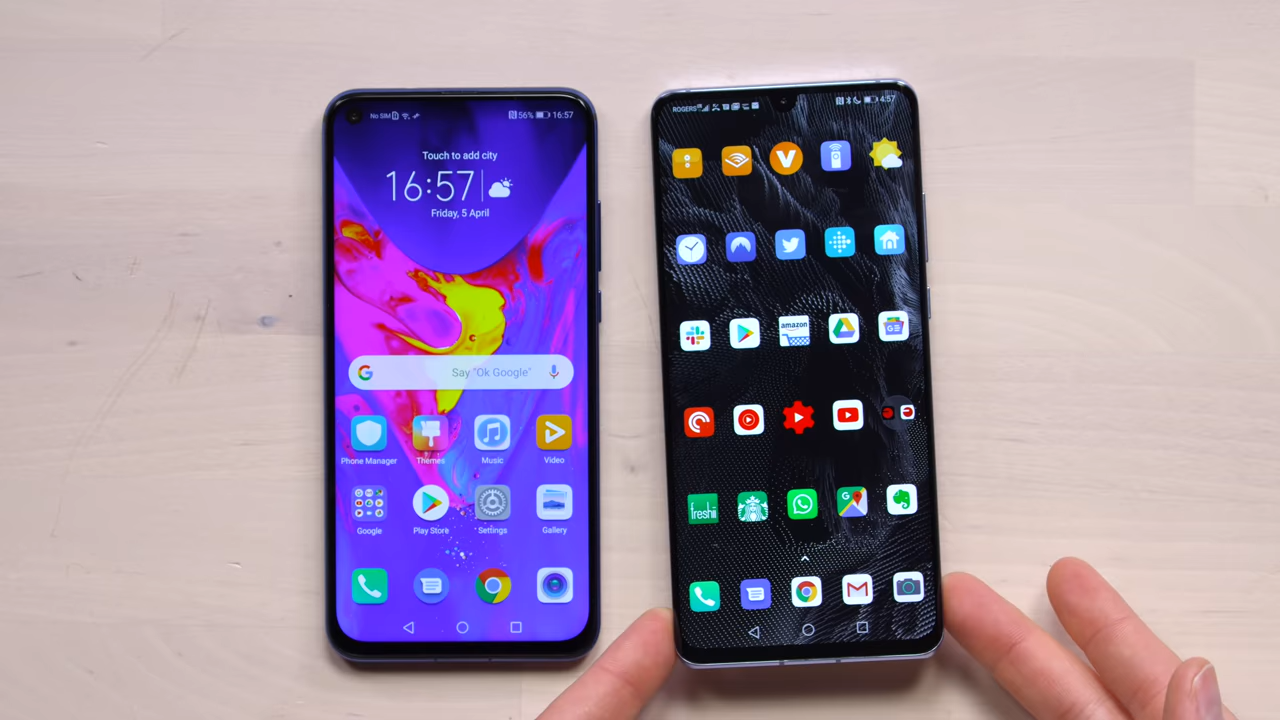 No SIM
56% 16:57
Touch to add city
16:57
Friday, 5 April
Say "Ok Google"
Phone Manager
Themes
Music
Video
Google
Play Store
Settings
Gallery
ROGERS
4:57
V
amazon
GE
freshii
G